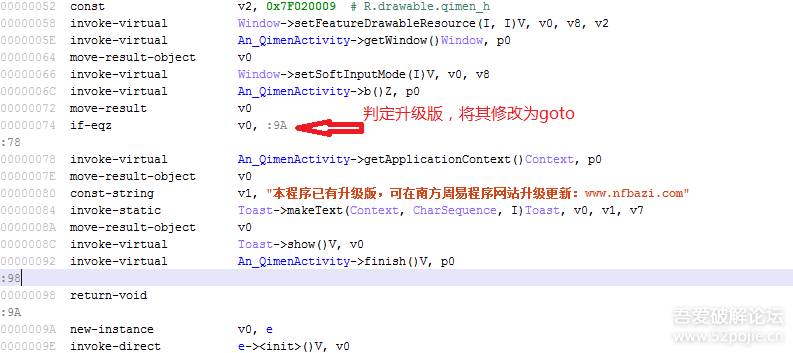 00000052 const v2, 0x7F020009 # R.drawable.qimen_h
00000058 invoke-virtual Window->setFeatureDrawableResource(I, I)V, v0, v8, v2
0000005E invoke-virtual An_QimenActivity->getWindow()Window, p0
00000064 move-result-object v0
00000066 invoke-virtual Window->setSoftInputMode(I)V, v0, v8
0000006C invoke-virtual An_QimenActivity->b()Z, p0
00000072 move-result v0
判定升级版，将其修改为goto
00000074 if-eqz v0, :9A
:78
00000078 invoke-virtual An_QimenActivity->getApplicationContext()Context, p0
0000007E move-result-object v0
00000080 const-string v1, "本程序已有升级版，可在南方周易程序网站升级更新：www.nfbazi.com"
00000084 invoke-static Toast->makeText(Context, CharSequence, I)Toast, v0, v1, v7
0000008A move-result-object v0
0000008C invoke-virtual Toast->show()V, v0
00000092 invoke-virtual An_QimenActivity->finish()V, p0
:98
00000098 return-void
:9A
0000009A new-instance v0, e
0000009E invoke-direct e-><init>()V, v0
吾爱破解论坛
www.52pojie.cn